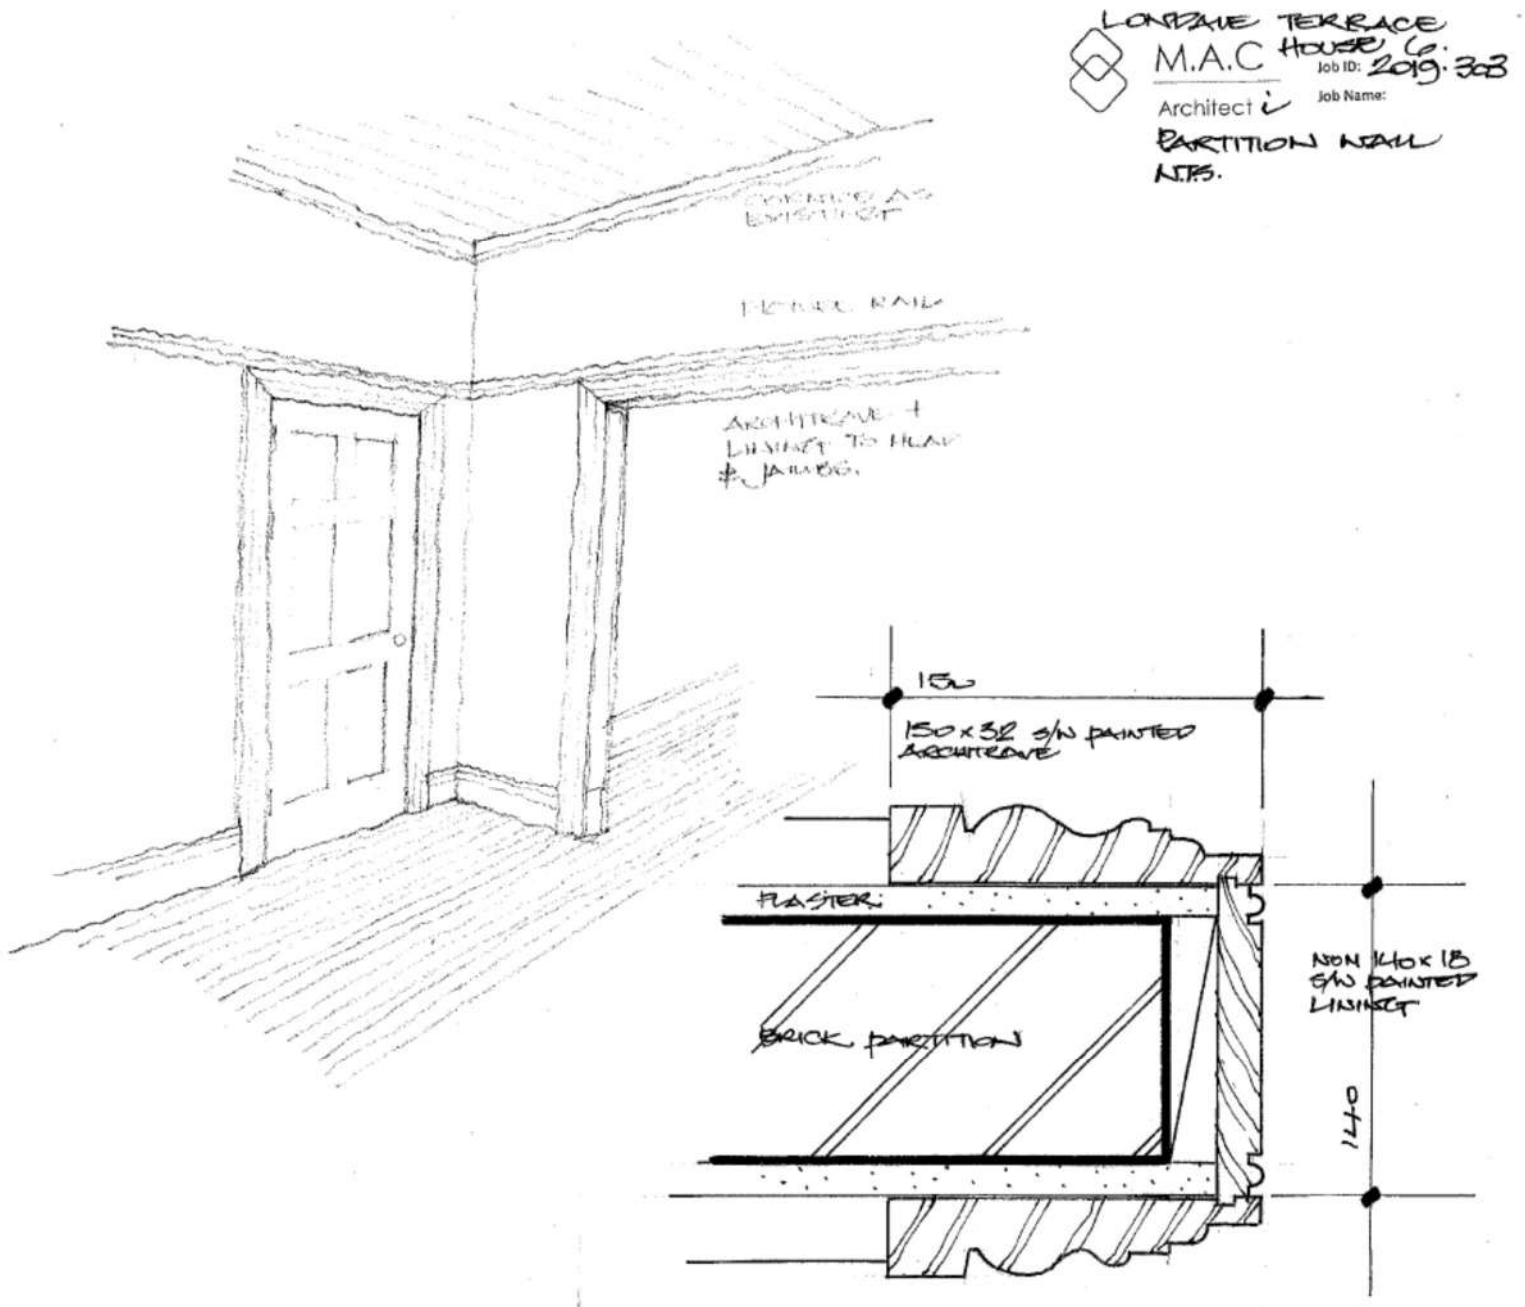 LONDALE TERRACE
HOUSE 6.
M.A.C
Job ID: 2019.303
Architect i
Job Name:
PARTITION WALL
N.T.S.
CORNICE AS
EXISTING
PICTURE RAIL
ARCHITRAVE +
LINING TO HEAD
& JAMBS.
150
150 x 32 S/W PAINTED
ARCHITRAVE
PLASTER
NOM 140 x 18
S/W PAINTED
LINING
BRICK PARTITION
140